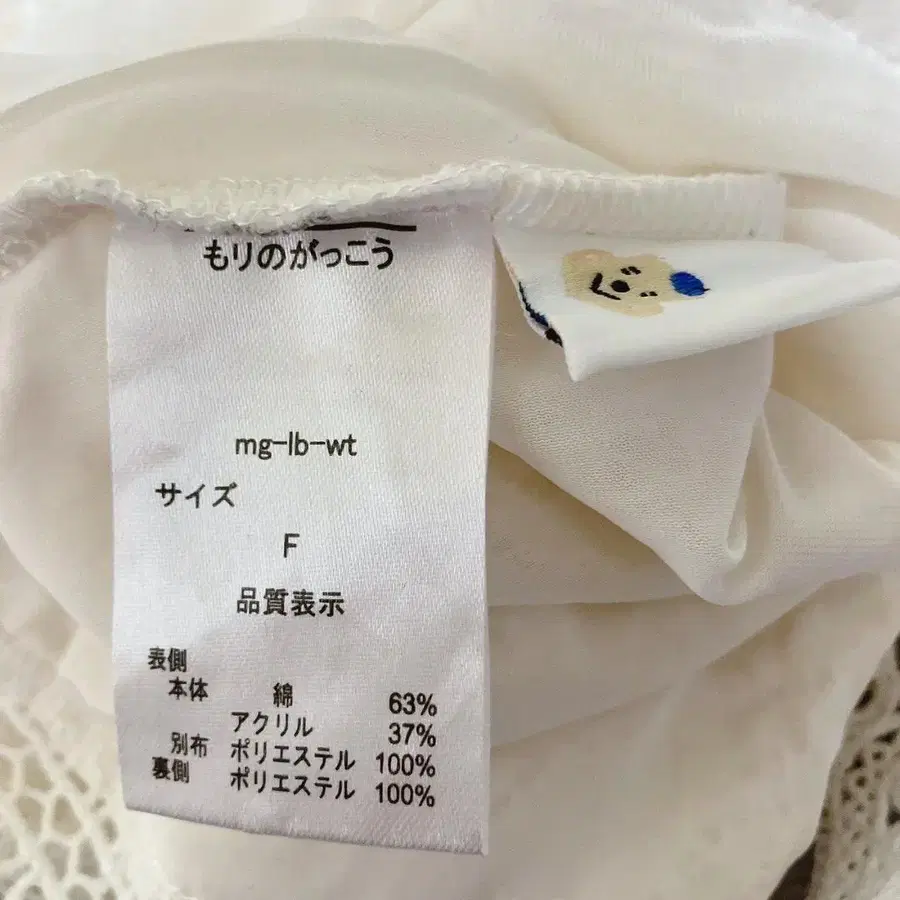 もりのがっこう
mg-lb-wt
サイズ
F
品質表示
表側
本体 綿 63%
アクリル 37%
別布 ポリエステル 100%
裏側 ポリエステル 100%